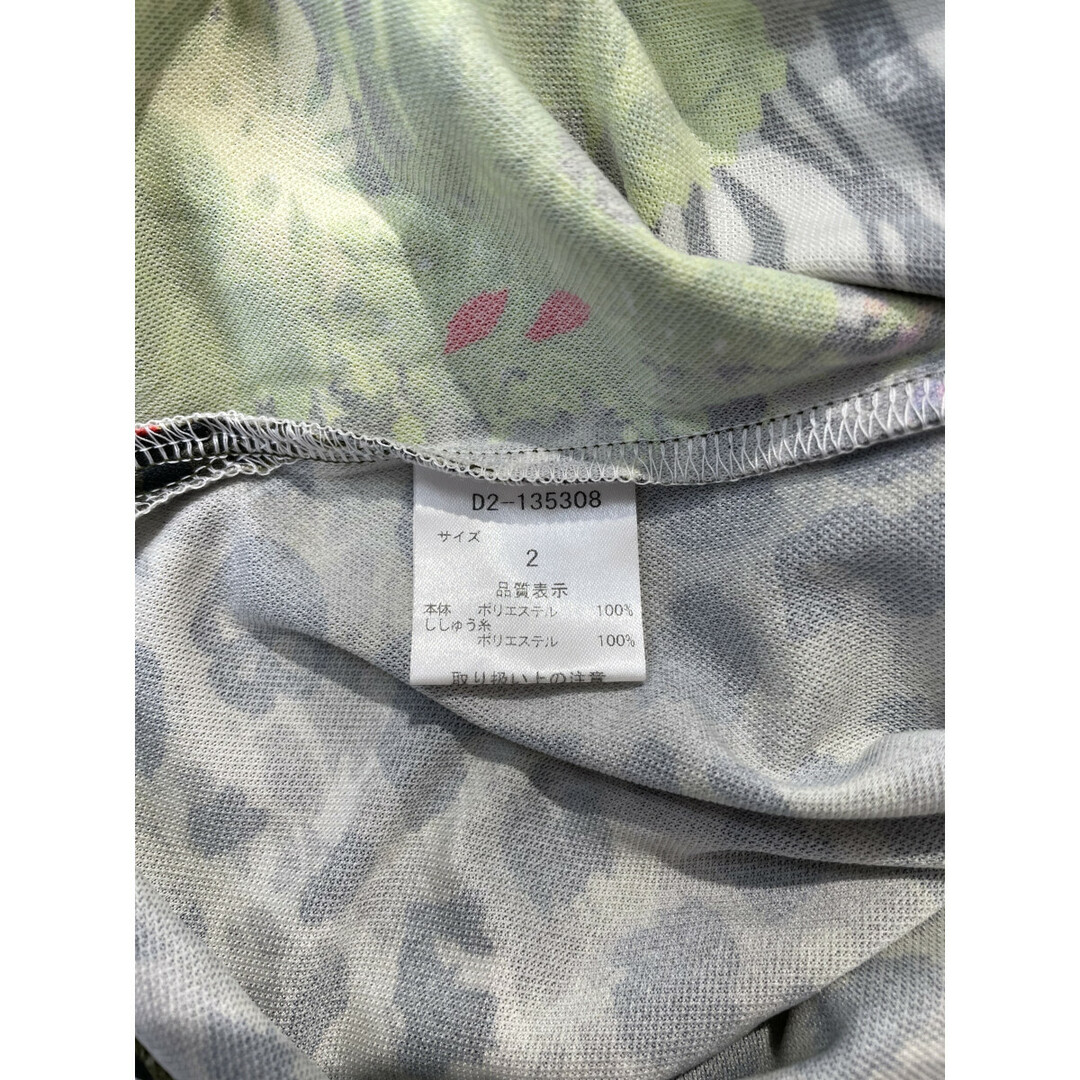 D2-135308
サイズ
2
品質表示
本体 ポリエステル 100%
ししゅう糸
ポリエステル 100%
取り扱い上の注意